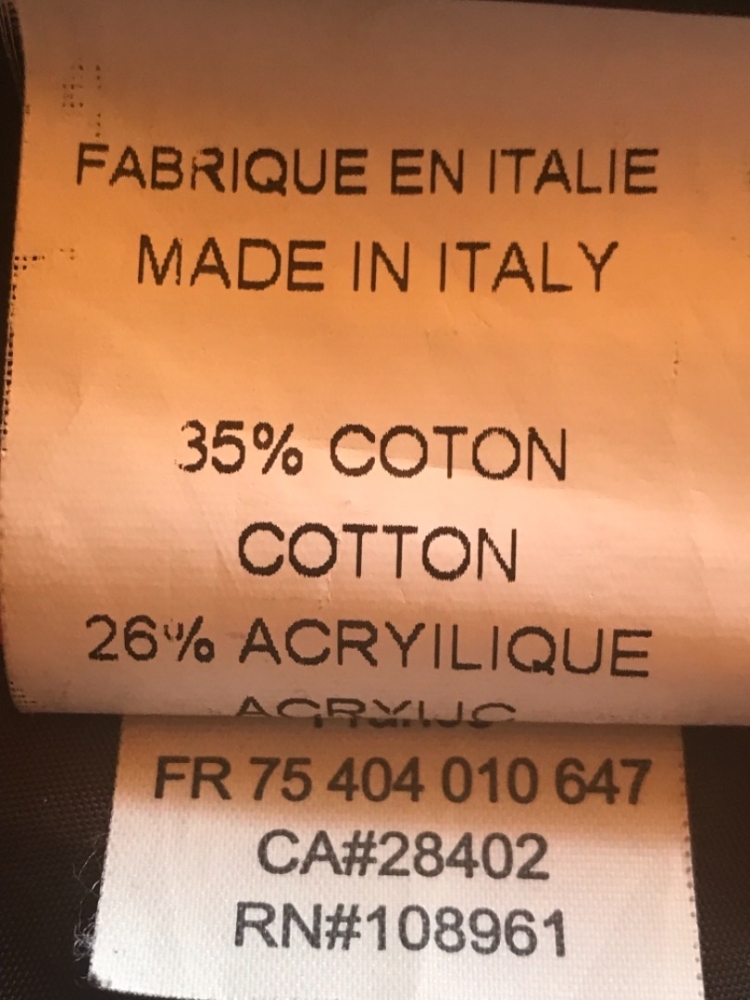 FABRIQUE EN ITALIE
MADE IN ITALY
35% COTON
COTTON
26% ACRYILIQUE
ACRYLIC
FR 75 404 010 647
CA#28402
RN#108961